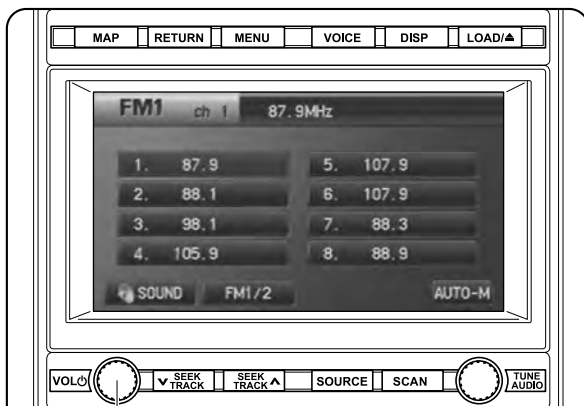 MAP RETURN MENU VOICE DISP LOAD/⏏
FM1 ch 1 87.9MHz
1. 87.9 5. 107.9
2. 88.1 6. 107.9
3. 98.1 7. 88.3
4. 105.9 8. 88.9
SOUND FM1/2 AUTO-M
VOL⏻ ∨ SEEK TRACK SEEK TRACK ∧ SOURCE SCAN TUNE AUDIO